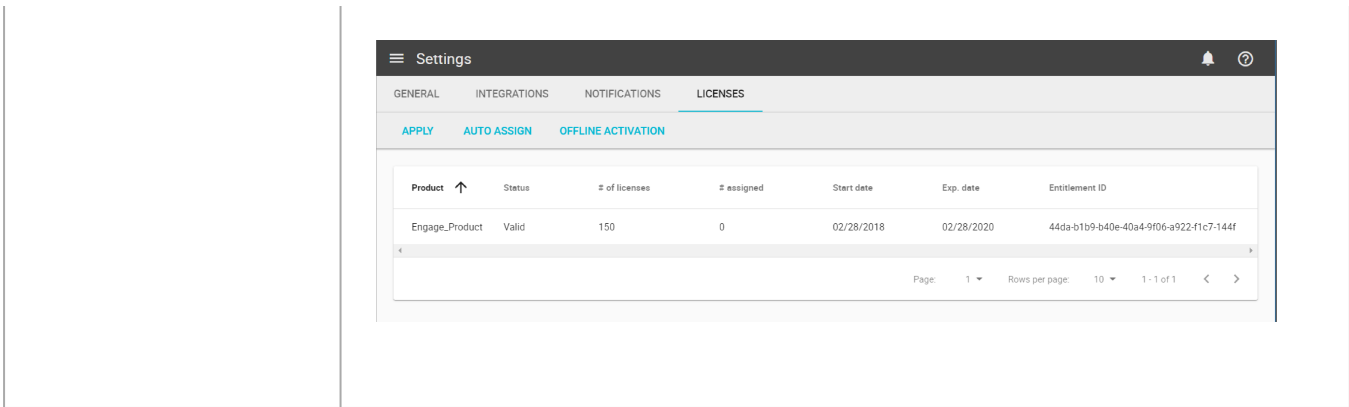 Settings
GENERAL INTEGRATIONS NOTIFICATIONS LICENSES
APPLY AUTO ASSIGN OFFLINE ACTIVATION
Product Status # of licenses # assigned Start date Exp. date Entitlement ID
Engage_Product Valid 150 0 02/28/2018 02/28/2020 44da-b1b9-b40e-40a4-9f06-a922-f1c7-144f
Page: 1 Rows per page: 10 1 - 1 of 1